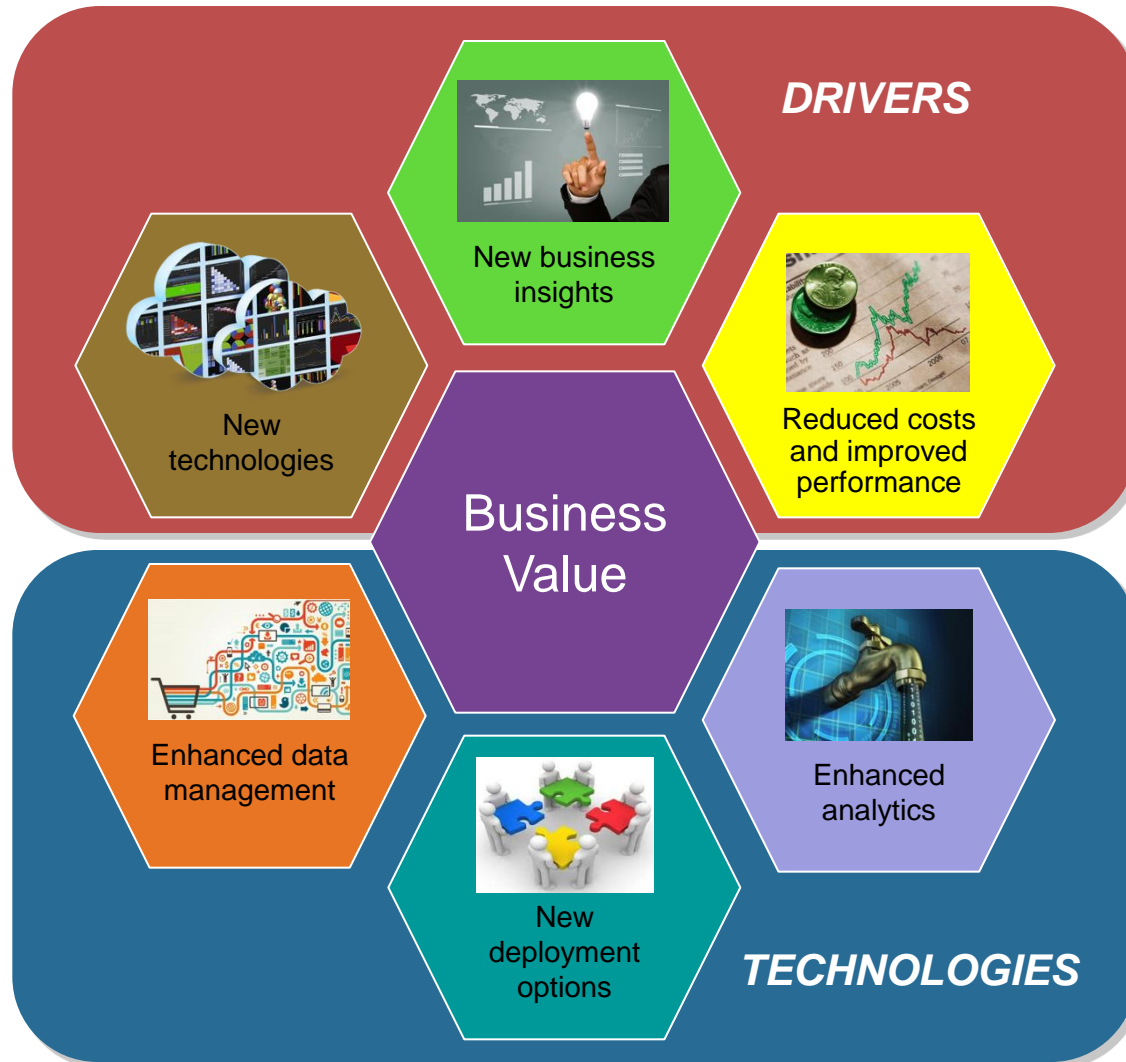 DRIVERS
New business
insights
New
technologies
Reduced costs
and improved
performance
Business
Value
Enhanced data
management
Enhanced
analytics
New
deployment
options
TECHNOLOGIES